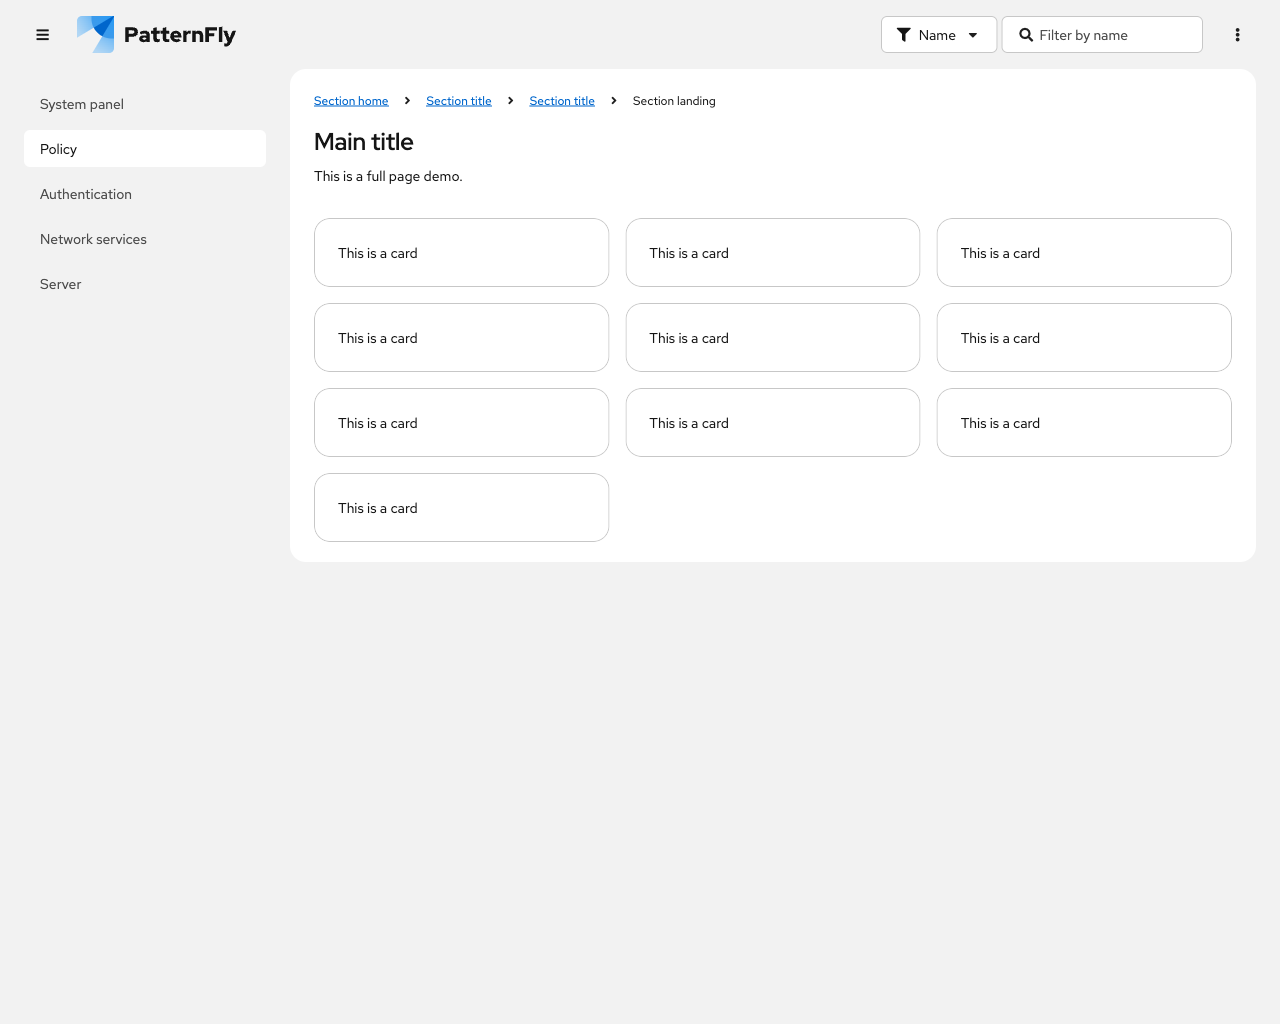 PatternFly
Name
Filter by name
System panel
Policy
Authentication
Network services
Server
Section home
Section title
Section title
Section landing
Main title
This is a full page demo.
This is a card
This is a card
This is a card
This is a card
This is a card
This is a card
This is a card
This is a card
This is a card
This is a card